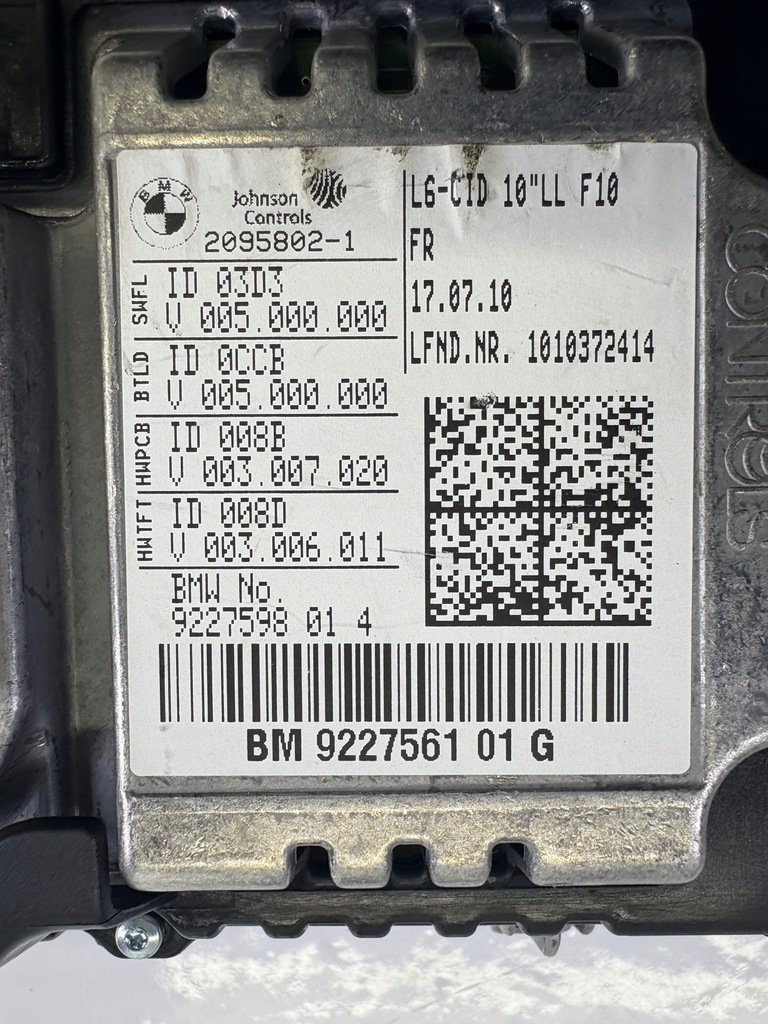 BMW
Johnson
Controls
2095802-1
L6-CID 10"LL F10
FR
17.07.10
LFND.NR. 1010372414
SWFL
ID 03D3
V 005.000.000
BTLD
ID 0CCB
V 005.000.000
HWPCB
ID 008B
V 003.007.020
HWTFT
ID 008D
V 003.006.011
BMW No.
9227598 01 4
BM 9227561 01 G
CONTROLS